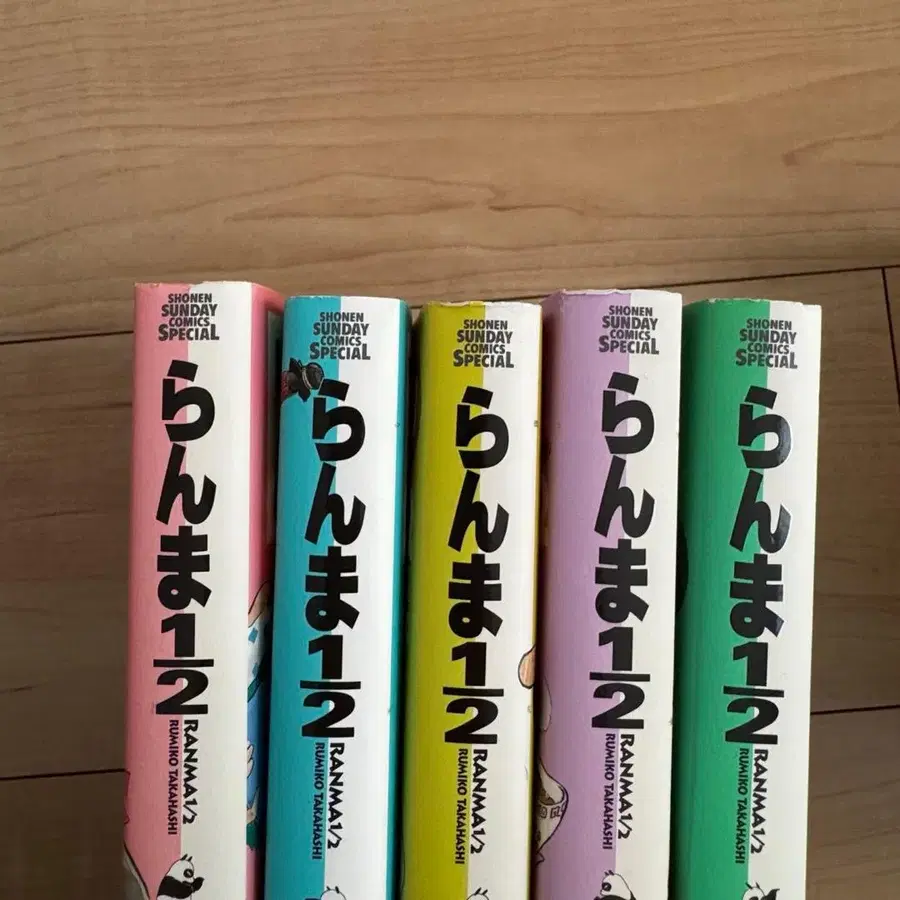 SHONEN
SUNDAY
COMICS
SPECIAL
らんま1/2
RANMA1/2
RUMIKO TAKAHASHI
SHONEN
SUNDAY
COMICS
SPECIAL
らんま1/2
RANMA1/2
RUMIKO TAKAHASHI
SHONEN
SUNDAY
COMICS
SPECIAL
らんま1/2
RANMA1/2
RUMIKO TAKAHASHI
SHONEN
SUNDAY
COMICS
SPECIAL
らんま1/2
RANMA1/2
RUMIKO TAKAHASHI
SHONEN
SUNDAY
COMICS
SPECIAL
らんま1/2
RANMA1/2
RUMIKO TAKAHASHI